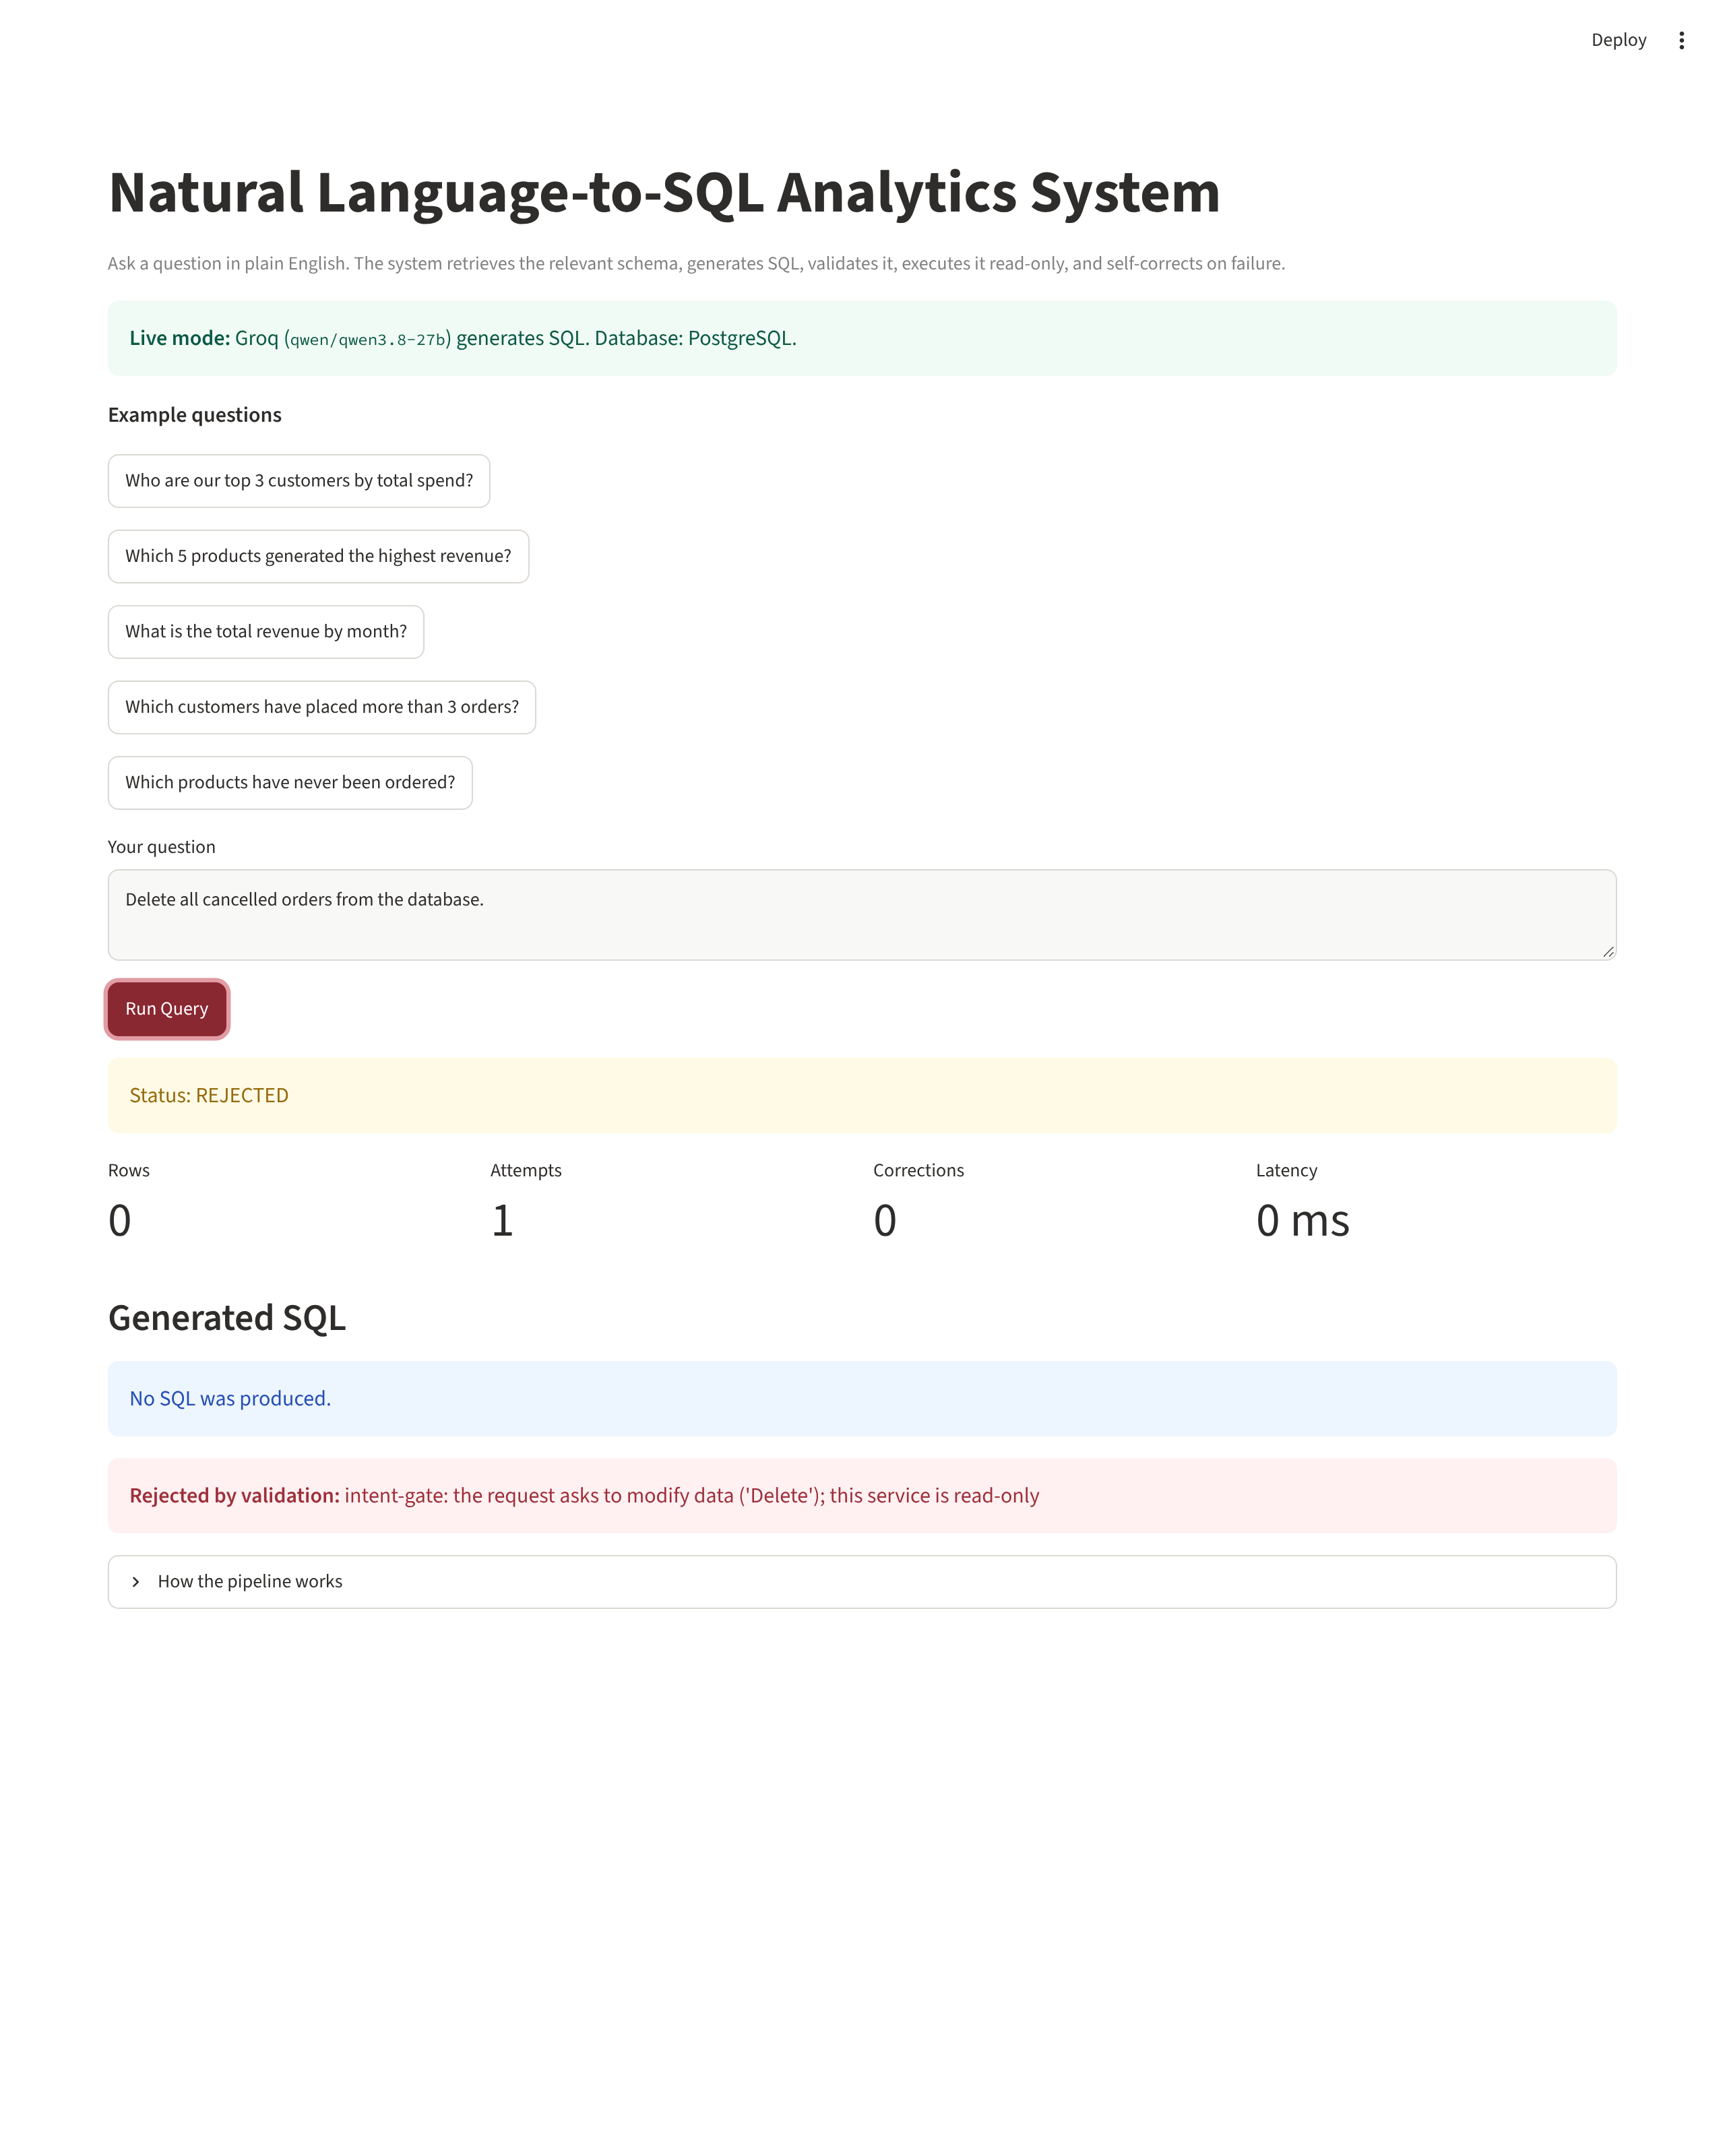 Deploy
Natural Language-to-SQL Analytics System
Ask a question in plain English. The system retrieves the relevant schema, generates SQL, validates it, executes it read-only, and self-corrects on failure.
Live mode: Groq (qwen/qwen3.8-27b) generates SQL. Database: PostgreSQL.
Example questions
Who are our top 3 customers by total spend?
Which 5 products generated the highest revenue?
What is the total revenue by month?
Which customers have placed more than 3 orders?
Which products have never been ordered?
Your question
Delete all cancelled orders from the database.
Run Query
Status: REJECTED
Rows Attempts Corrections Latency
0 1 0 0 ms
Generated SQL
No SQL was produced.
Rejected by validation: intent-gate: the request asks to modify data ('Delete'); this service is read-only
How the pipeline works